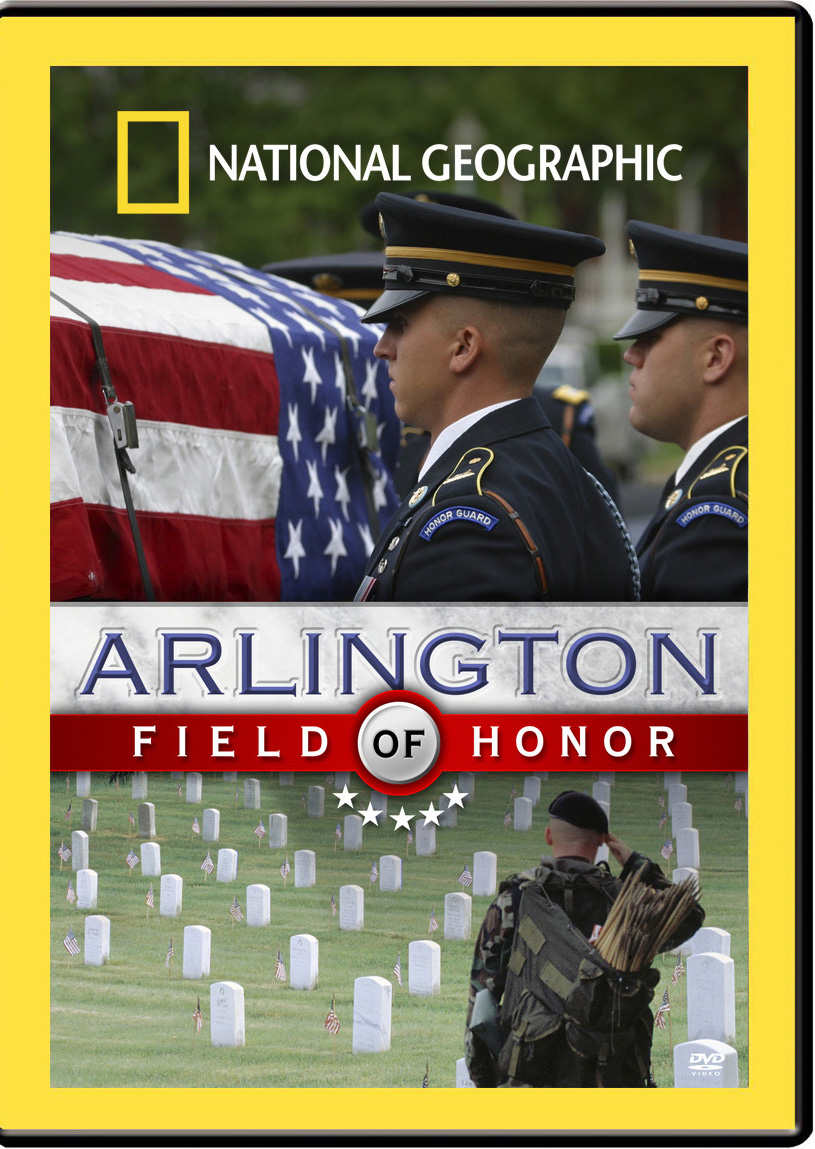 NATIONAL GEOGRAPHIC
HONOR GUARD
HONOR GUARD
ARLINGTON
FIELD OF HONOR
DVD
VIDEO